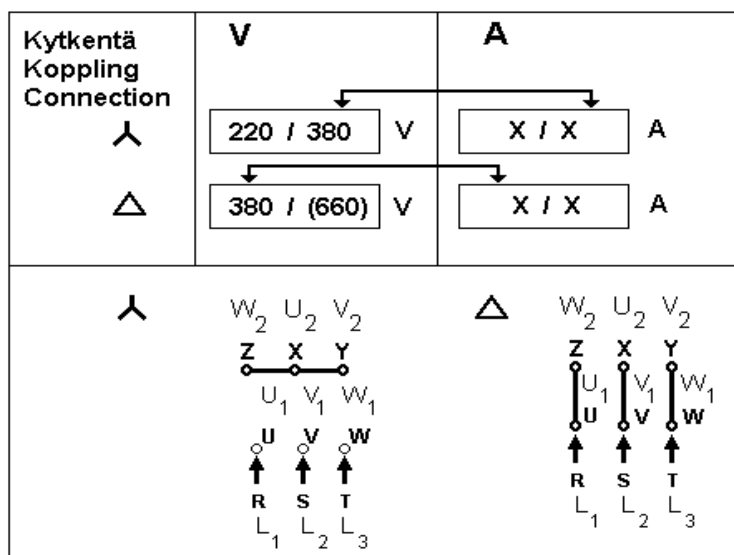 Kytkentä V A
Koppling
Connection
220 / 380 V X / X A
380 / (660) V X / X A
W2 U2 V2
Z X Y
U1 V1 W1
U V W
R S T
L1 L2 L3
W2 U2 V2
Z X Y
U1 V1 W1
U V W
R S T
L1 L2 L3